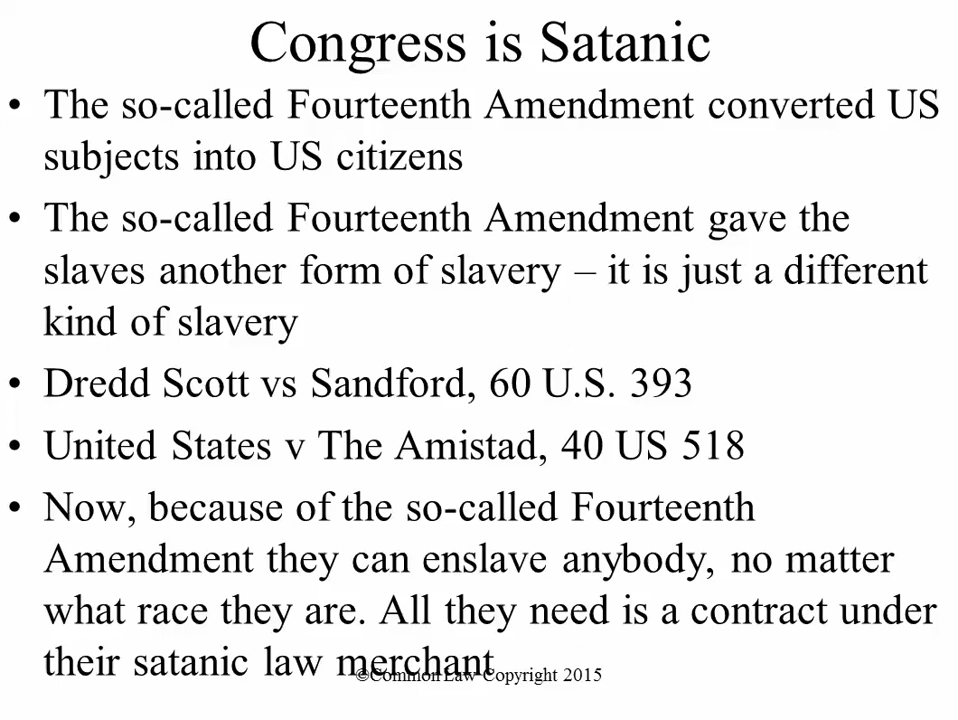 Congress is Satanic
• The so-called Fourteenth Amendment converted US
subjects into US citizens
• The so-called Fourteenth Amendment gave the
slaves another form of slavery – it is just a different
kind of slavery
• Dredd Scott vs Sandford, 60 U.S. 393
• United States v The Amistad, 40 US 518
• Now, because of the so-called Fourteenth
Amendment they can enslave anybody, no matter
what race they are. All they need is a contract under
their satanic law merchant
©Common Law Copyright 2015